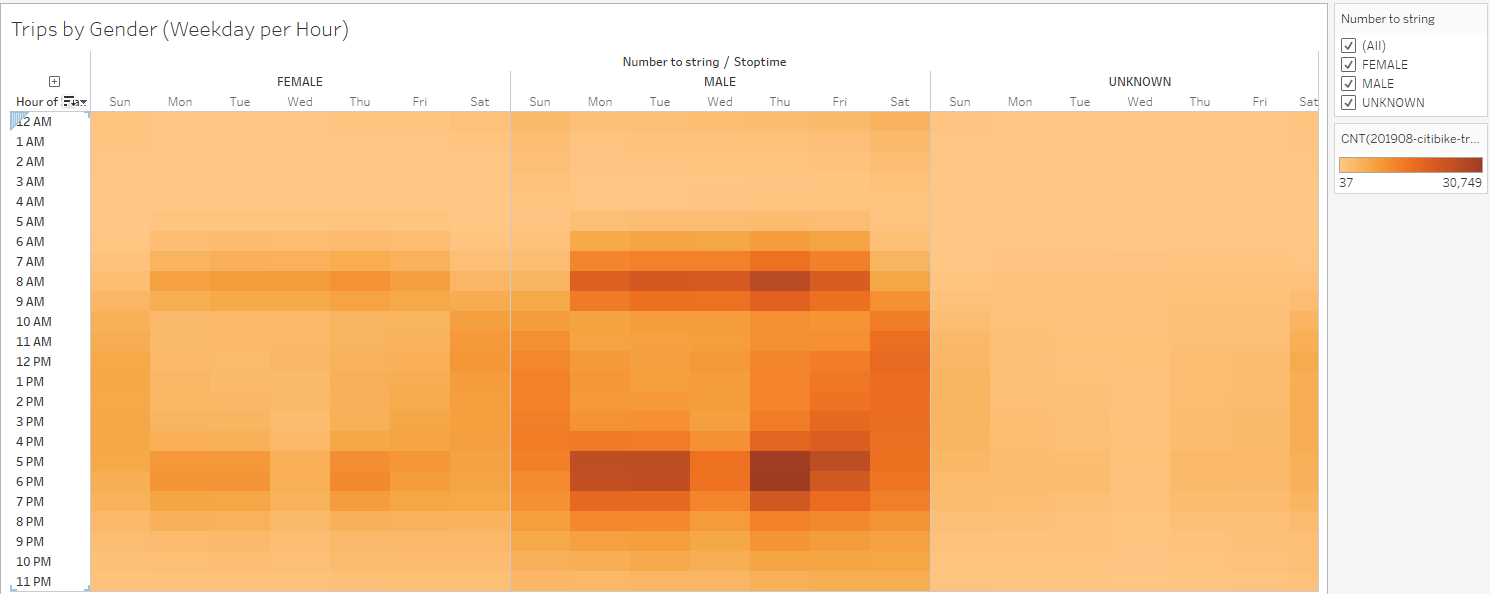 Trips by Gender (Weekday per Hour)
Number to string / Stoptime
FEMALE MALE UNKNOWN
Hour of Sun Mon Tue Wed Thu Fri Sat Sun Mon Tue Wed Thu Fri Sat Sun Mon Tue Wed Thu Fri Sat
12 AM
1 AM
2 AM
3 AM
4 AM
5 AM
6 AM
7 AM
8 AM
9 AM
10 AM
11 AM
12 PM
1 PM
2 PM
3 PM
4 PM
5 PM
6 PM
7 PM
8 PM
9 PM
10 PM
11 PM
Number to string
(All)
FEMALE
MALE
UNKNOWN
CNT(201908-citibike-tr...
37 30,749